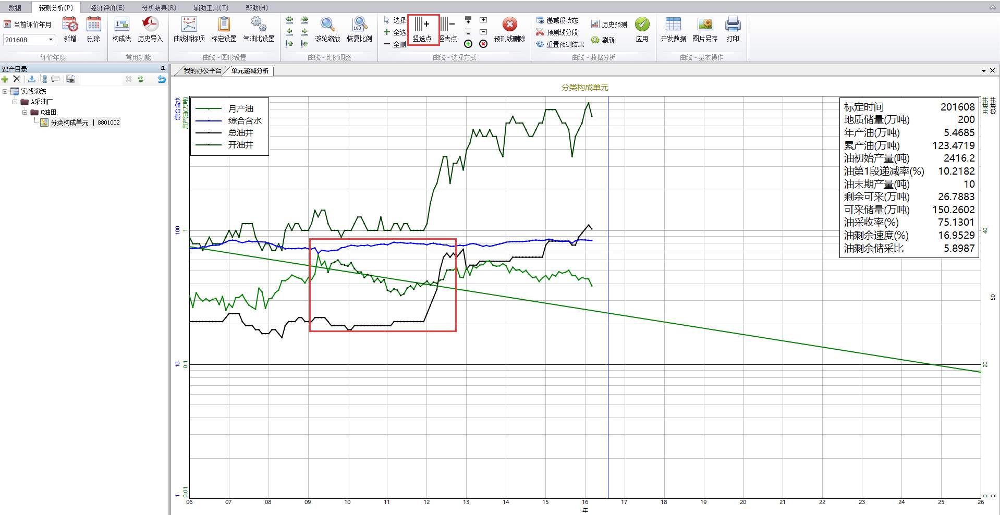 数据 预测分析(P) 经济评价(E) 分析结果(R) 辅助工具(T) 帮助(H)
当前评价年月
201608
新增
删除
评价年度
构成法
历史导入
常用功能
曲线指标项
标定设置
气油比设置
曲线 - 图形设置
滚轮缩放
100
恢复比例
曲线 - 比例调整
选择
全选
全删
竖选点
竖去点
预测线删除
曲线 - 选择方式
递减段状态
预测线分段
重置预测结果
历史预测
刷新
应用
曲线 - 数据分析
开发数据
图片另存
打印
曲线 - 基本操作
资产目录
实战演练
A采油厂
C油田
分类构成单元 | 8801002
我的办公平台
单元递减分析
分类构成单元
综合含水
月产油(万吨)
月产油
综合含水
总油井
开油井
标定时间 201608
地质储量(万吨) 200
年产油(万吨) 5.4685
累产油(万吨) 123.4719
油初始产量(吨) 2416.2
油第1段递减率(%) 10.2182
油末期产量(吨) 10
剩余可采(万吨) 26.7883
可采储量(万吨) 150.2602
油采收率(%) 75.1301
油剩余速度(%) 16.9529
油剩余储采比 5.8987
开油井
总油井
100 1
40
50
10 0.1
20
1 0.01
0 0
06 07 08 09 10 11 12 13 14 15 16 17 18 19 20 21 22 23 24 25 26
年